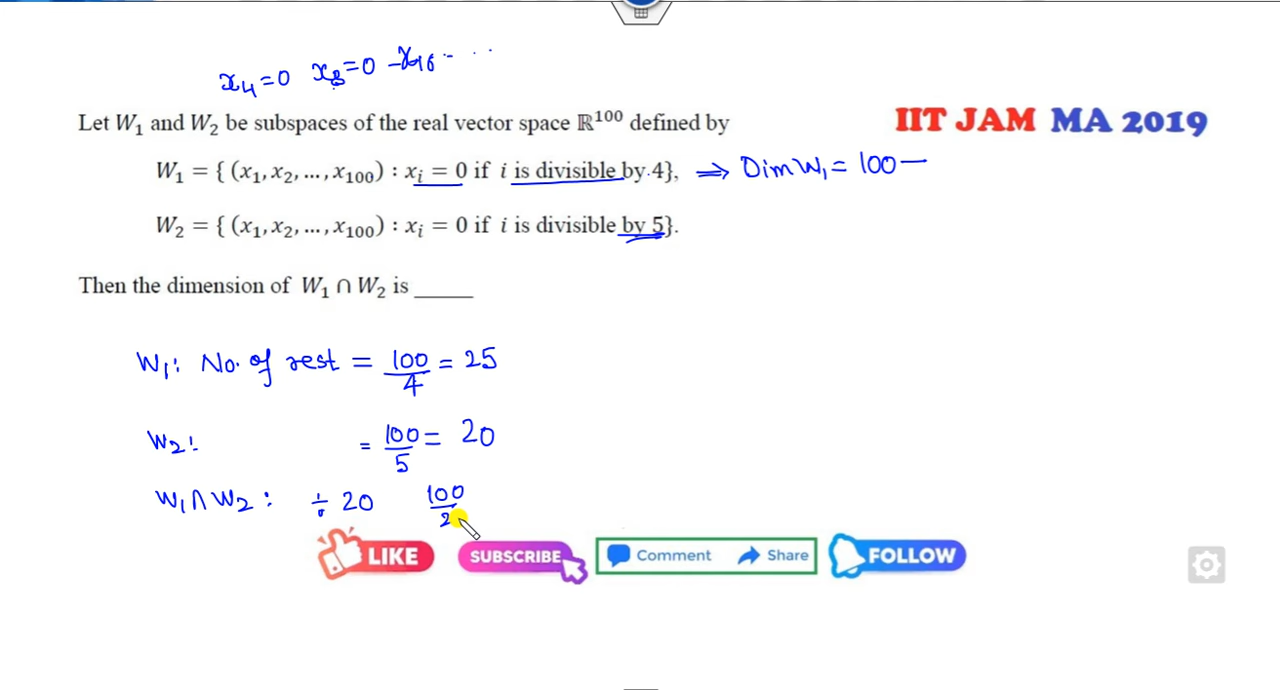 x₄=0 x₈=0 -x₁₆- ..
Let W₁ and W₂ be subspaces of the real vector space ℝ¹⁰⁰ defined by
IIT JAM MA 2019
W₁ = { (x₁, x₂, ... , x₁₀₀) : xᵢ = 0 if i is divisible by 4}, ⇒ Dim W₁ = 100 —
W₂ = { (x₁, x₂, ... , x₁₀₀) : xᵢ = 0 if i is divisible by 5}.
Then the dimension of W₁ ∩ W₂ is _____
W₁: No. of rest = 100/4 = 25
W₂: = 100/5 = 20
W₁∩W₂: ÷ 20 100/2
LIKE SUBSCRIBE Comment Share FOLLOW